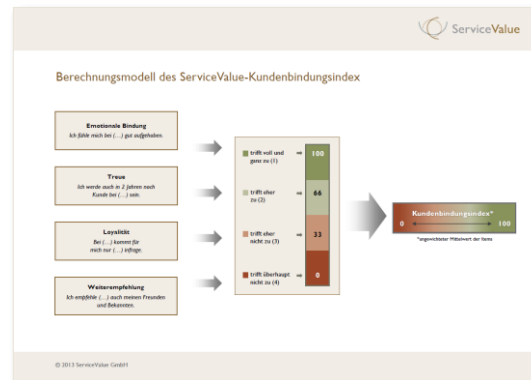 ServiceValue
Berechnungsmodell des ServiceValue-Kundenbindungsindex
Emotionale Bindung
Ich fühle mich bei (…) gut aufgehoben.
Treue
Ich werde auch in 2 Jahren noch
Kunde bei (…) sein.
Loyalität
Bei (…) kommt für
mich nur (…) infrage.
Weiterempfehlung
Ich empfehle (…) auch meinen Freunden
und Bekannten.
trifft voll und
ganz zu (1)
100
trifft eher
zu (2)
66
trifft eher
nicht zu (3)
33
trifft überhaupt
nicht zu (4)
0
Kundenbindungsindex*
0 100
*ungewichteter Mittelwert der Items
© 2013 ServiceValue GmbH